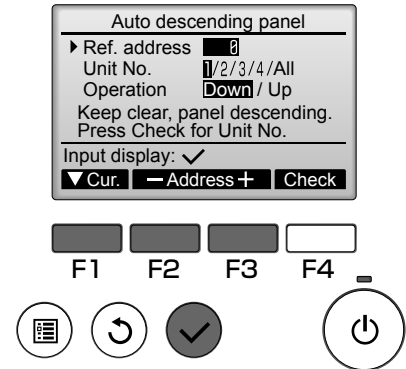 Auto descending panel
Ref. address 0
Unit No. 1/2/3/4/All
Operation Down / Up
Keep clear, panel descending.
Press Check for Unit No.
Input display: ✓
▼Cur. − Address + Check
F1 F2 F3 F4